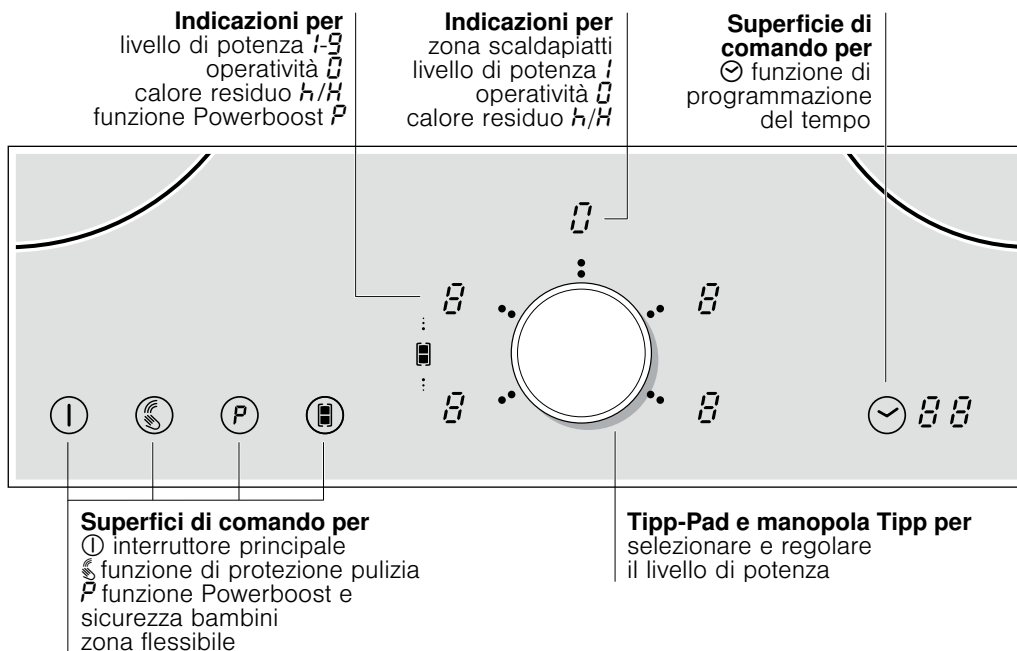 Indicazioni per
livello di potenza 1-9
operatività 0
calore residuo h/H
funzione Powerboost P
Indicazioni per
zona scaldapiatti
livello di potenza 1
operatività 0
calore residuo h/H
Superficie di
comando per
funzione di
programmazione
del tempo
0
8
8
8
8
P
88
Superfici di comando per
interruttore principale
funzione di protezione pulizia
P funzione Powerboost e
sicurezza bambini
zona flessibile
Tipp-Pad e manopola Tipp per
selezionare e regolare
il livello di potenza